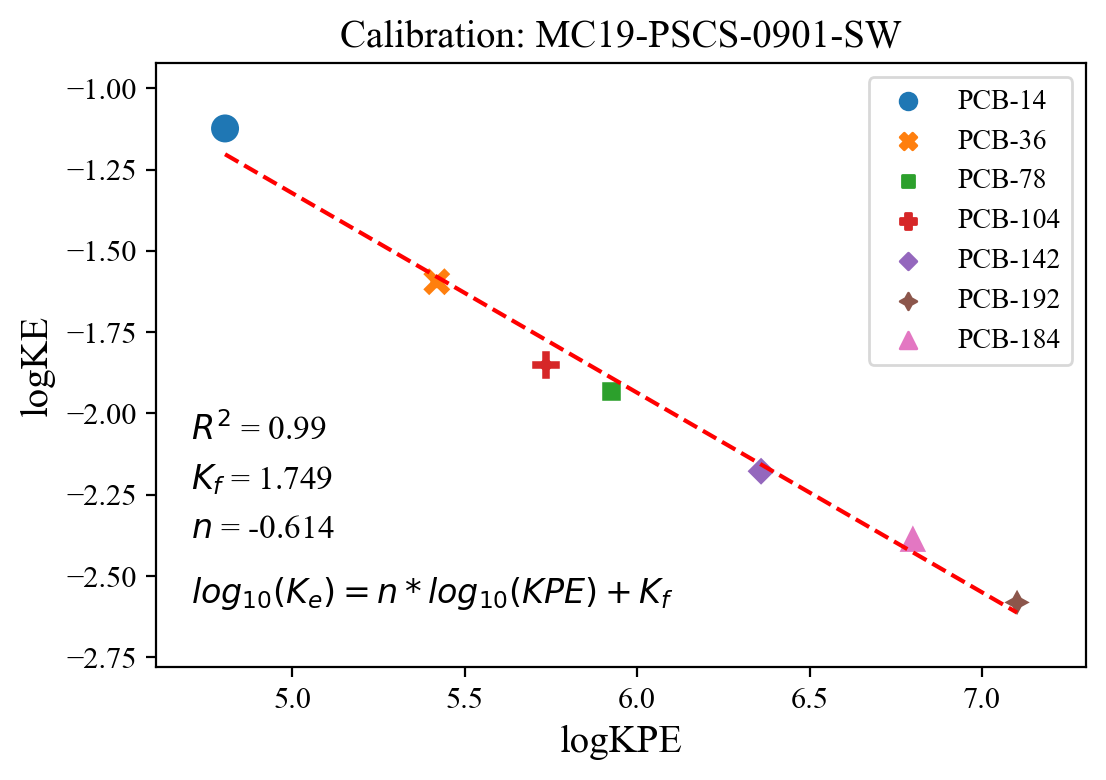 Calibration: MC19-PSCS-0901-SW
logKE
−1.00
−1.25
−1.50
−1.75
−2.00
−2.25
−2.50
−2.75
PCB-14
PCB-36
PCB-78
PCB-104
PCB-142
PCB-192
PCB-184
R² = 0.99
K_f = 1.749
n = -0.614
log₁₀(Kₑ) = n * log₁₀(KPE) + K_f
5.0 5.5 6.0 6.5 7.0
logKPE